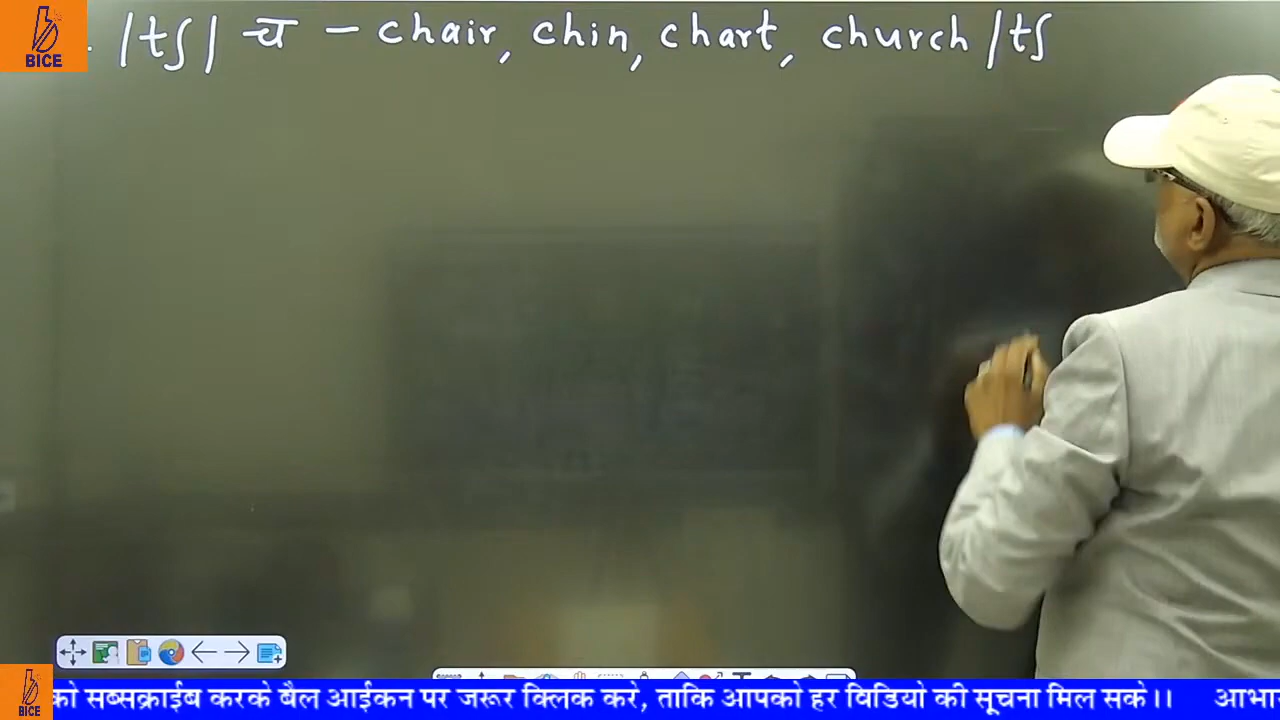 . /tʃ/ च - chair, chin, chart, church /tʃ
BICE
BICE
को सब्सक्राईब करके बैल आईकन पर जरूर क्लिक करे, ताकि आपको हर विडियो की सूचना मिल सके।। आभा